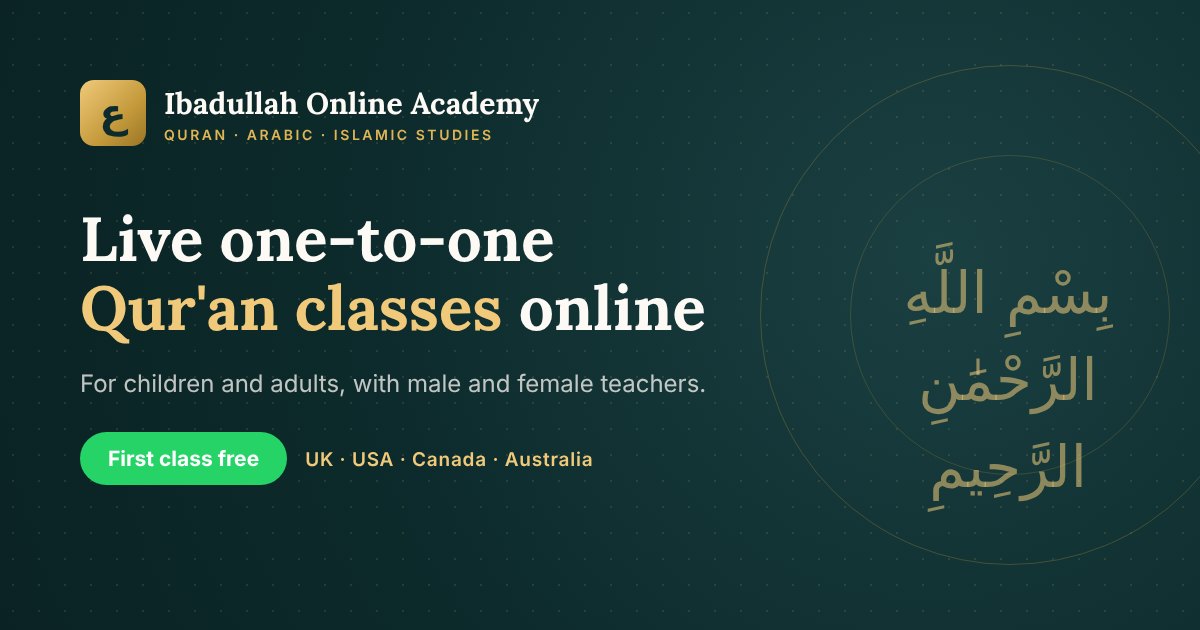 ع
Ibadullah Online Academy
QURAN · ARABIC · ISLAMIC STUDIES
Live one-to-one
Qur'an classes online
For children and adults, with male and female teachers.
First class free
UK · USA · Canada · Australia
بِسْمِ اللَّهِ
الرَّحْمَٰنِ
الرَّحِيمِ